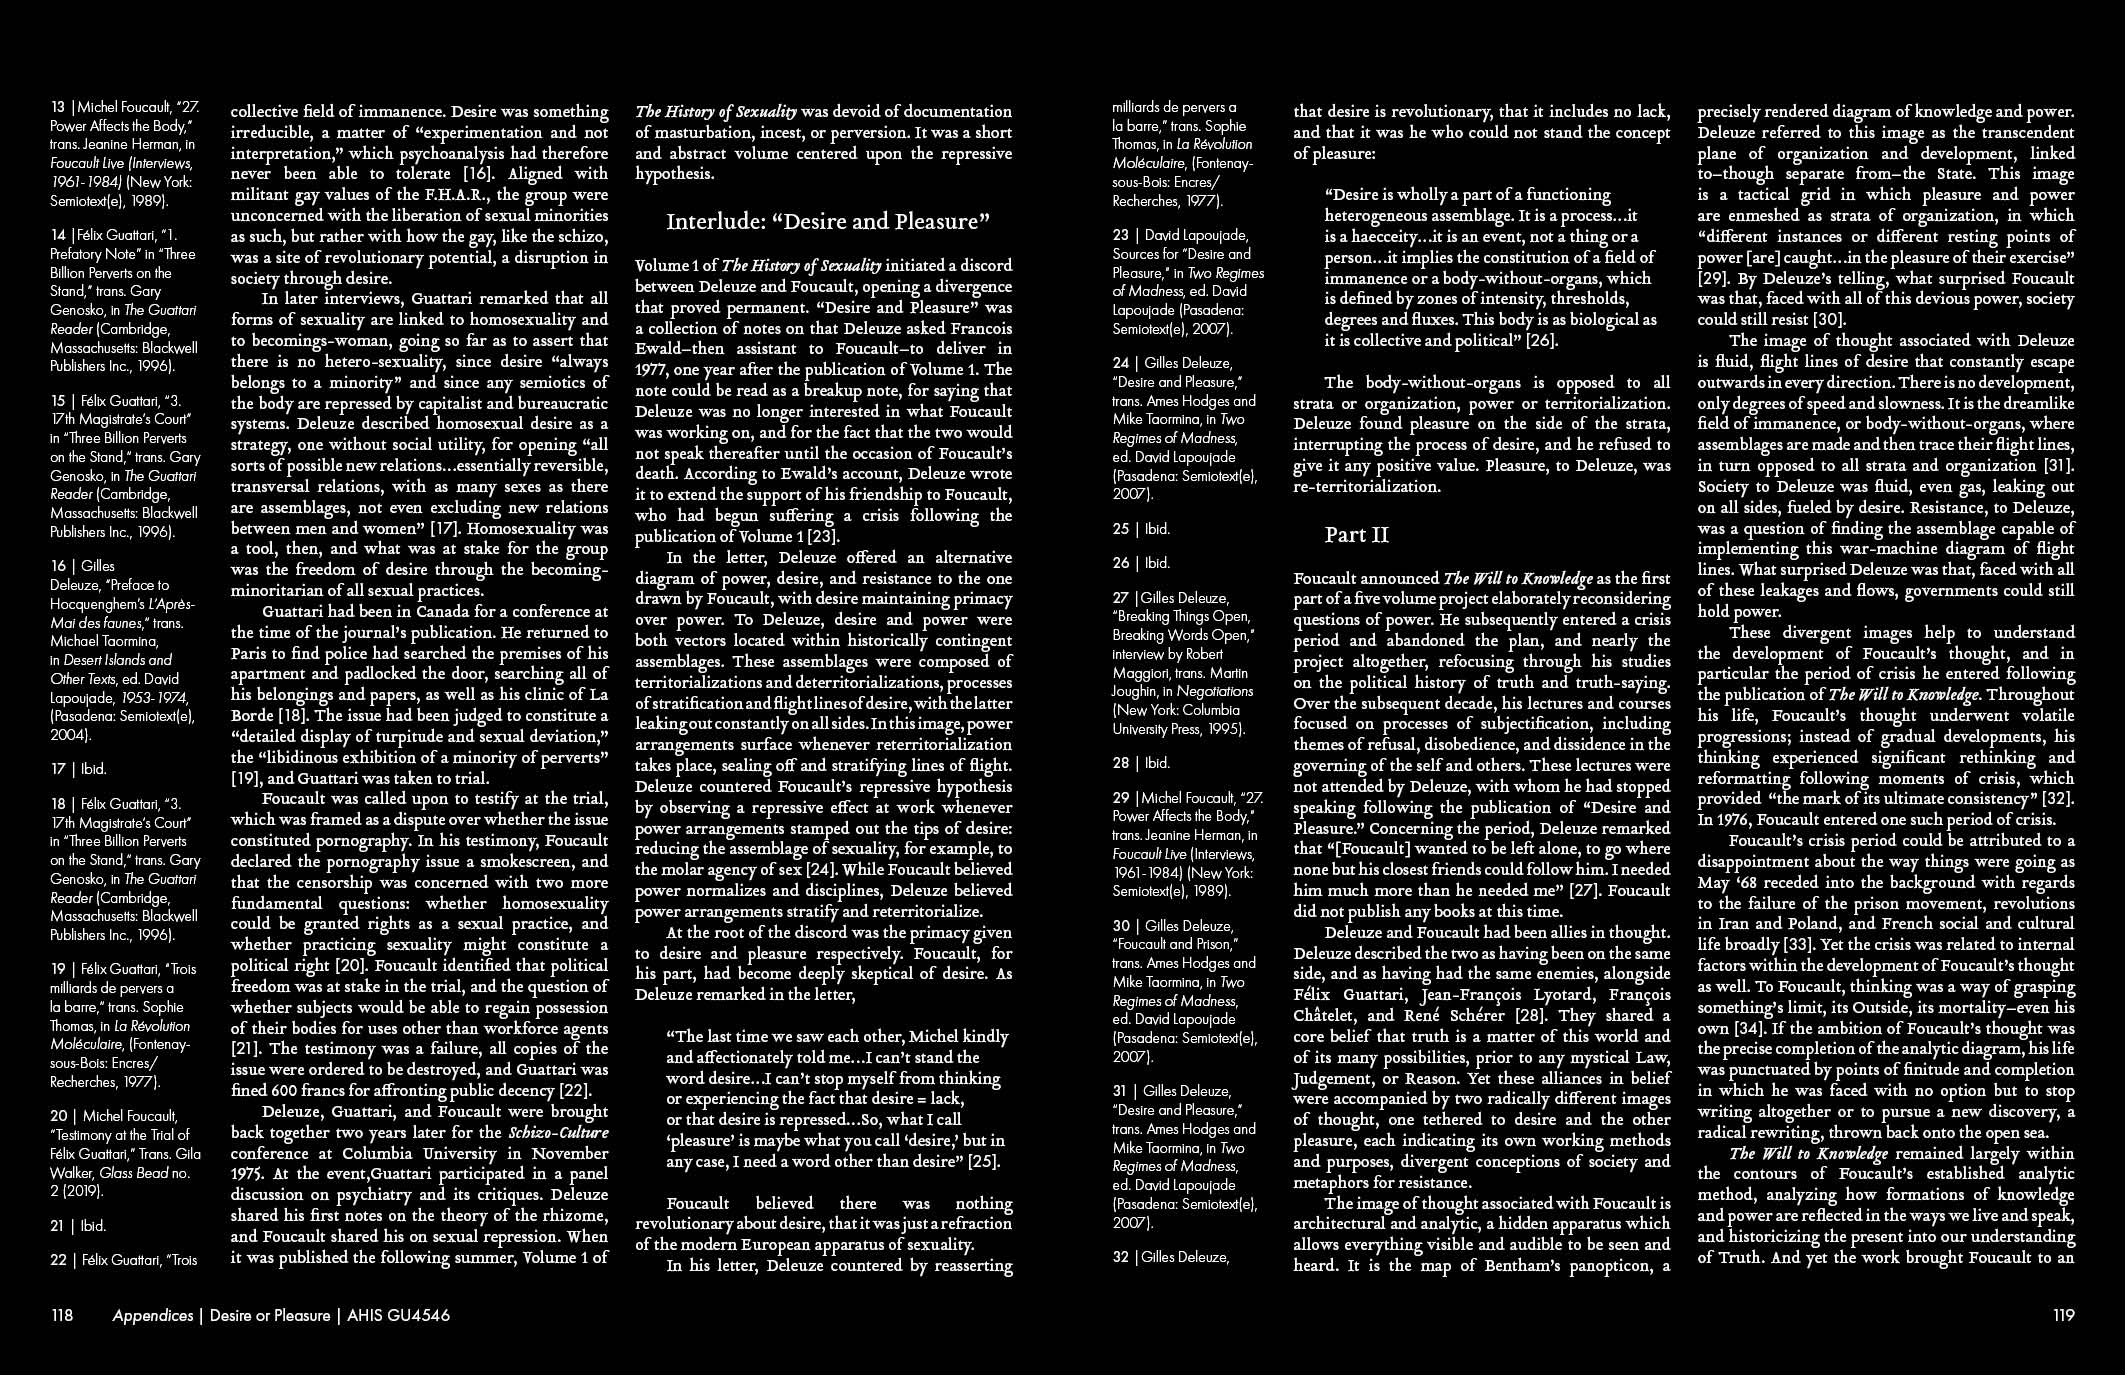 13 | Michel Foucault, “27.
Power Affects the Body,”
trans. Jeanine Herman, in
Foucault Live (Interviews,
1961-1984) (New York:
Semiotext(e), 1989).
14 | Félix Guattari, “1.
Prefatory Note” in “Three
Billion Perverts on the
Stand,” trans. Gary
Genosko, in The Guattari
Reader (Cambridge,
Massachusetts: Blackwell
Publishers Inc., 1996).
15 | Félix Guattari, “3.
17th Magistrate’s Court”
in “Three Billion Perverts
on the Stand,” trans. Gary
Genosko, in The Guattari
Reader (Cambridge,
Massachusetts: Blackwell
Publishers Inc., 1996).
16 | Gilles
Deleuze, “Preface to
Hocquenghem’s L’Après-
Mai des faunes,” trans.
Michael Taormina,
in Desert Islands and
Other Texts, ed. David
Lapoujade, 1953-1974,
(Pasadena: Semiotext(e),
2004).
17 | Ibid.
18 | Félix Guattari, “3.
17th Magistrate’s Court”
in “Three Billion Perverts
on the Stand,” trans. Gary
Genosko, in The Guattari
Reader (Cambridge,
Massachusetts: Blackwell
Publishers Inc., 1996).
19 | Félix Guattari, “Trois
milliards de pervers a
la barre,” trans. Sophie
Thomas, in La Révolution
Moléculaire, (Fontenay-
sous-Bois: Encres/
Recherches, 1977).
20 | Michel Foucault,
“Testimony at the Trial of
Félix Guattari,” Trans. Gila
Walker, Glass Bead no.
2 (2019).
21 | Ibid.
22 | Félix Guattari, “Trois
collective field of immanence. Desire was something
irreducible, a matter of “experimentation and not
interpretation,” which psychoanalysis had therefore
never been able to tolerate [16]. Aligned with
militant gay values of the F.H.A.R., the group were
unconcerned with the liberation of sexual minorities
as such, but rather with how the gay, like the schizo,
was a site of revolutionary potential, a disruption in
society through desire.
In later interviews, Guattari remarked that all
forms of sexuality are linked to homosexuality and
to becomings-woman, going so far as to assert that
there is no hetero-sexuality, since desire “always
belongs to a minority” and since any semiotics of
the body are repressed by capitalist and bureaucratic
systems. Deleuze described homosexual desire as a
strategy, one without social utility, for opening “all
sorts of possible new relations...essentially reversible,
transversal relations, with as many sexes as there
are assemblages, not even excluding new relations
between men and women” [17]. Homosexuality was
a tool, then, and what was at stake for the group
was the freedom of desire through the becoming-
minoritarian of all sexual practices.
Guattari had been in Canada for a conference at
the time of the journal’s publication. He returned to
Paris to find police had searched the premises of his
apartment and padlocked the door, searching all of
his belongings and papers, as well as his clinic of La
Borde [18]. The issue had been judged to constitute a
“detailed display of turpitude and sexual deviation,”
the “libidinous exhibition of a minority of perverts”
[19], and Guattari was taken to trial.
Foucault was called upon to testify at the trial,
which was framed as a dispute over whether the issue
constituted pornography. In his testimony, Foucault
declared the pornography issue a smokescreen, and
that the censorship was concerned with two more
fundamental questions: whether homosexuality
could be granted rights as a sexual practice, and
whether practicing sexuality might constitute a
political right [20]. Foucault identified that political
freedom was at stake in the trial, and the question of
whether subjects would be able to regain possession
of their bodies for uses other than workforce agents
[21]. The testimony was a failure, all copies of the
issue were ordered to be destroyed, and Guattari was
fined 600 francs for affronting public decency [22].
Deleuze, Guattari, and Foucault were brought
back together two years later for the Schizo-Culture
conference at Columbia University in November
1975. At the event,Guattari participated in a panel
discussion on psychiatry and its critiques. Deleuze
shared his first notes on the theory of the rhizome,
and Foucault shared his on sexual repression. When
it was published the following summer, Volume 1 of
The History of Sexuality was devoid of documentation
of masturbation, incest, or perversion. It was a short
and abstract volume centered upon the repressive
hypothesis.
Interlude: “Desire and Pleasure”
Volume 1 of The History of Sexuality initiated a discord
between Deleuze and Foucault, opening a divergence
that proved permanent. “Desire and Pleasure” was
a collection of notes on that Deleuze asked Francois
Ewald—then assistant to Foucault—to deliver in
1977, one year after the publication of Volume 1. The
note could be read as a breakup note, for saying that
Deleuze was no longer interested in what Foucault
was working on, and for the fact that the two would
not speak thereafter until the occasion of Foucault’s
death. According to Ewald’s account, Deleuze wrote
it to extend the support of his friendship to Foucault,
who had begun suffering a crisis following the
publication of Volume 1 [23].
In the letter, Deleuze offered an alternative
diagram of power, desire, and resistance to the one
drawn by Foucault, with desire maintaining primacy
over power. To Deleuze, desire and power were
both vectors located within historically contingent
assemblages. These assemblages were composed of
territorializations and deterritorializations, processes
of stratification and flight lines of desire, with the latter
leaking out constantly on all sides. In this image, power
arrangements surface whenever reterritorialization
takes place, sealing off and stratifying lines of flight.
Deleuze countered Foucault’s repressive hypothesis
by observing a repressive effect at work whenever
power arrangements stamped out the tips of desire:
reducing the assemblage of sexuality, for example, to
the molar agency of sex [24]. While Foucault believed
power normalizes and disciplines, Deleuze believed
power arrangements stratify and reterritorialize.
At the root of the discord was the primacy given
to desire and pleasure respectively. Foucault, for
his part, had become deeply skeptical of desire. As
Deleuze remarked in the letter,
“The last time we saw each other, Michel kindly
and affectionately told me...I can’t stand the
word desire...I can’t stop myself from thinking
or experiencing the fact that desire = lack,
or that desire is repressed...So, what I call
‘pleasure’ is maybe what you call ‘desire,’ but in
any case, I need a word other than desire” [25].
Foucault believed there was nothing
revolutionary about desire, that it was just a refraction
of the modern European apparatus of sexuality.
In his letter, Deleuze countered by reasserting
milliards de pervers a
la barre,” trans. Sophie
Thomas, in La Révolution
Moléculaire, (Fontenay-
sous-Bois: Encres/
Recherches, 1977).
23 | David Lapoujade,
Sources for “Desire and
Pleasure,” in Two Regimes
of Madness, ed. David
Lapoujade (Pasadena:
Semiotext(e), 2007).
24 | Gilles Deleuze,
“Desire and Pleasure,”
trans. Ames Hodges and
Mike Taormina, in Two
Regimes of Madness,
ed. David Lapoujade
(Pasadena: Semiotext(e),
2007).
25 | Ibid.
26 | Ibid.
27 | Gilles Deleuze,
“Breaking Things Open,
Breaking Words Open,”
interview by Robert
Maggiori, trans. Martin
Joughin, in Negotiations
(New York: Columbia
University Press, 1995).
28 | Ibid.
29 | Michel Foucault, “27.
Power Affects the Body,”
trans. Jeanine Herman, in
Foucault Live (Interviews,
1961-1984) (New York:
Semiotext(e), 1989).
30 | Gilles Deleuze,
“Foucault and Prison,”
trans. Ames Hodges and
Mike Taormina, in Two
Regimes of Madness,
ed. David Lapoujade
(Pasadena: Semiotext(e),
2007).
31 | Gilles Deleuze,
“Desire and Pleasure,”
trans. Ames Hodges and
Mike Taormina, in Two
Regimes of Madness,
ed. David Lapoujade
(Pasadena: Semiotext(e),
2007).
32 | Gilles Deleuze,
that desire is revolutionary, that it includes no lack,
and that it was he who could not stand the concept
of pleasure:
“Desire is wholly a part of a functioning
heterogeneous assemblage. It is a process...it
is a haecceity...it is an event, not a thing or a
person...it implies the constitution of a field of
immanence or a body-without-organs, which
is defined by zones of intensity, thresholds,
degrees and fluxes. This body is as biological as
it is collective and political” [26].
The body-without-organs is opposed to all
strata or organization, power or territorialization.
Deleuze found pleasure on the side of the strata,
interrupting the process of desire, and he refused to
give it any positive value. Pleasure, to Deleuze, was
re-territorialization.
Part II
Foucault announced The Will to Knowledge as the first
part of a five volume project elaborately reconsidering
questions of power. He subsequently entered a crisis
period and abandoned the plan, and nearly the
project altogether, refocusing through his studies
on the political history of truth and truth-saying.
Over the subsequent decade, his lectures and courses
focused on processes of subjectification, including
themes of refusal, disobedience, and dissidence in the
governing of the self and others. These lectures were
not attended by Deleuze, with whom he had stopped
speaking following the publication of “Desire and
Pleasure.” Concerning the period, Deleuze remarked
that “[Foucault] wanted to be left alone, to go where
none but his closest friends could follow him. I needed
him much more than he needed me” [27]. Foucault
did not publish any books at this time.
Deleuze and Foucault had been allies in thought.
Deleuze described the two as having been on the same
side, and as having had the same enemies, alongside
Félix Guattari, Jean-François Lyotard, François
Châtelet, and René Schérer [28]. They shared a
core belief that truth is a matter of this world and
of its many possibilities, prior to any mystical Law,
Judgement, or Reason. Yet these alliances in belief
were accompanied by two radically different images
of thought, one tethered to desire and the other
pleasure, each indicating its own working methods
and purposes, divergent conceptions of society and
metaphors for resistance.
The image of thought associated with Foucault is
architectural and analytic, a hidden apparatus which
allows everything visible and audible to be seen and
heard. It is the map of Bentham’s panopticon, a
precisely rendered diagram of knowledge and power.
Deleuze referred to this image as the transcendent
plane of organization and development, linked
to—though separate from—the State. This image
is a tactical grid in which pleasure and power
are enmeshed as strata of organization, in which
“different instances or different resting points of
power [are] caught...in the pleasure of their exercise”
[29]. By Deleuze’s telling, what surprised Foucault
was that, faced with all of this devious power, society
could still resist [30].
The image of thought associated with Deleuze
is fluid, flight lines of desire that constantly escape
outwards in every direction. There is no development,
only degrees of speed and slowness. It is the dreamlike
field of immanence, or body-without-organs, where
assemblages are made and then trace their flight lines,
in turn opposed to all strata and organization [31].
Society to Deleuze was fluid, even gas, leaking out
on all sides, fueled by desire. Resistance, to Deleuze,
was a question of finding the assemblage capable of
implementing this war-machine diagram of flight
lines. What surprised Deleuze was that, faced with all
of these leakages and flows, governments could still
hold power.
These divergent images help to understand
the development of Foucault’s thought, and in
particular the period of crisis he entered following
the publication of The Will to Knowledge. Throughout
his life, Foucault’s thought underwent volatile
progressions; instead of gradual developments, his
thinking experienced significant rethinking and
reformatting following moments of crisis, which
provided “the mark of its ultimate consistency” [32].
In 1976, Foucault entered one such period of crisis.
Foucault’s crisis period could be attributed to a
disappointment about the way things were going as
May ‘68 receded into the background with regards
to the failure of the prison movement, revolutions
in Iran and Poland, and French social and cultural
life broadly [33]. Yet the crisis was related to internal
factors within the development of Foucault’s thought
as well. To Foucault, thinking was a way of grasping
something’s limit, its Outside, its mortality—even his
own [34]. If the ambition of Foucault’s thought was
the precise completion of the analytic diagram, his life
was punctuated by points of finitude and completion
in which he was faced with no option but to stop
writing altogether or to pursue a new discovery, a
radical rewriting, thrown back onto the open sea.
The Will to Knowledge remained largely within
the contours of Foucault’s established analytic
method, analyzing how formations of knowledge
and power are reflected in the ways we live and speak,
and historicizing the present into our understanding
of Truth. And yet the work brought Foucault to an
118 Appendices | Desire or Pleasure | AHIS GU4546
119